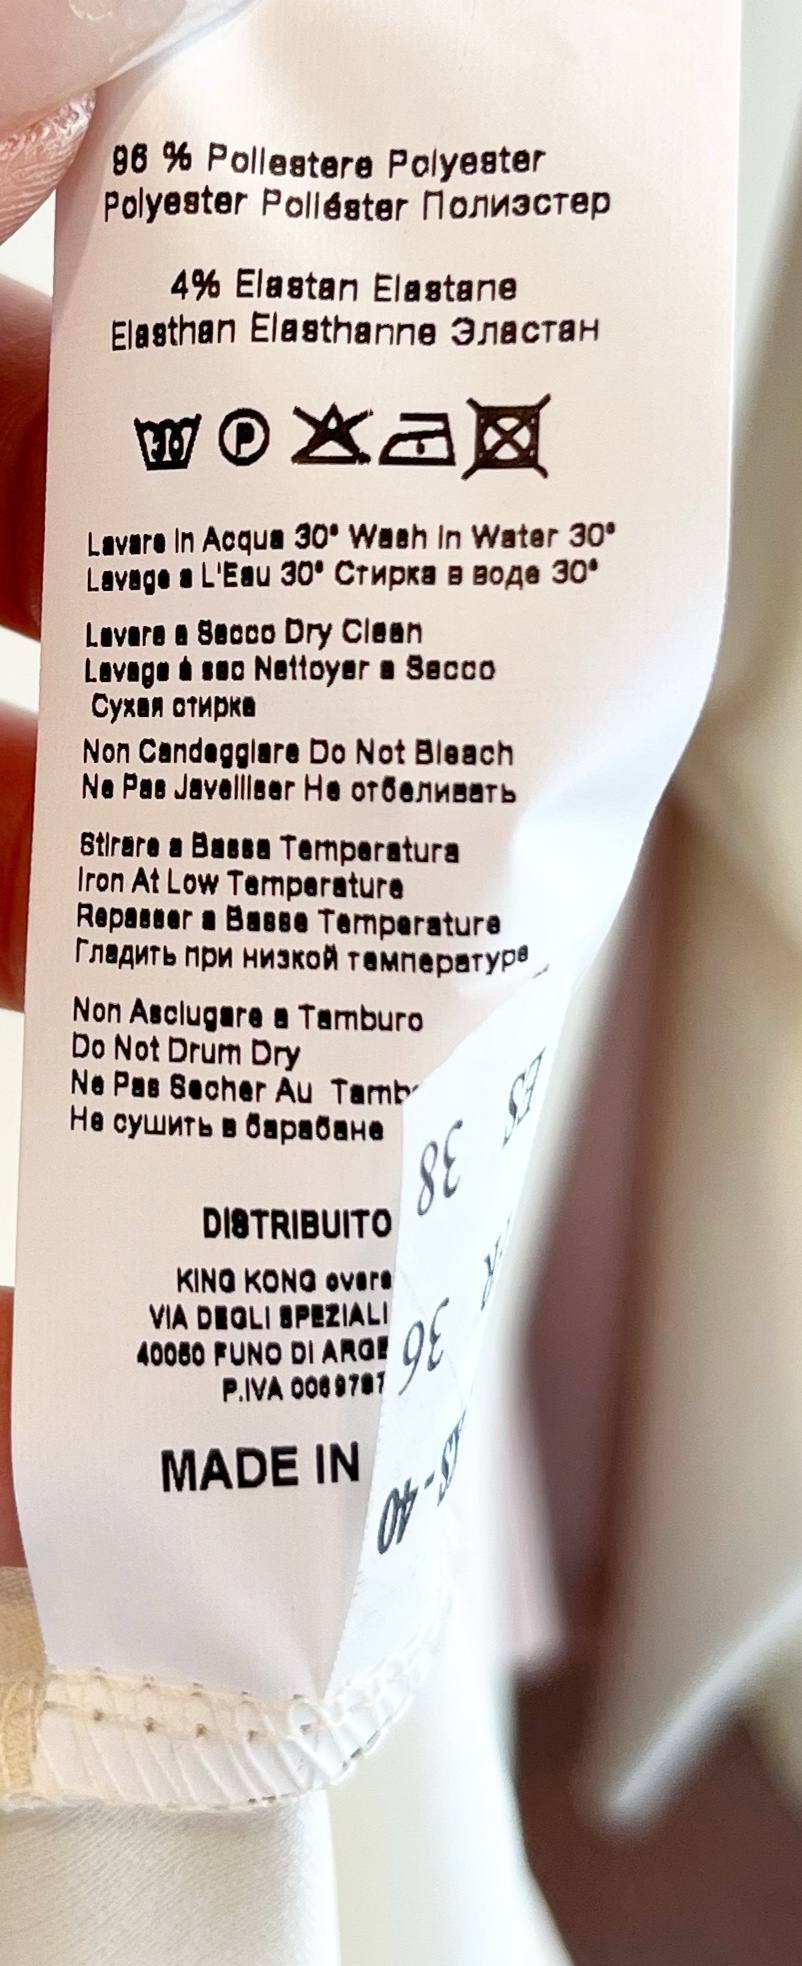 96 % Poliestere Polyester
Polyester Poliéster Полиэстер
4% Elastan Elastane
Elasthan Elasthanne Эластан
30 P
Lavare in Acqua 30° Wash in Water 30°
Lavage a L'Eau 30° Стирка в воде 30°
Lavare a Secco Dry Clean
Lavage á sec Nettoyer a Secco
Сухая стирка
Non Candeggiare Do Not Bleach
Ne Pas Javelliser Не отбеливать
Stirare a Bassa Temperatura
Iron At Low Temperature
Repasser a Basse Temperature
Гладить при низкой температуре
Non Asciugare a Tamburo
Do Not Drum Dry
Ne Pas Secher Au Tamb
Не сушить в барабане
DISTRIBUITO
KING KONG
VIA DEGLI SPEZIALI
FUNO DI ARGE
P.IVA
MADE IN
ES
38
36
40